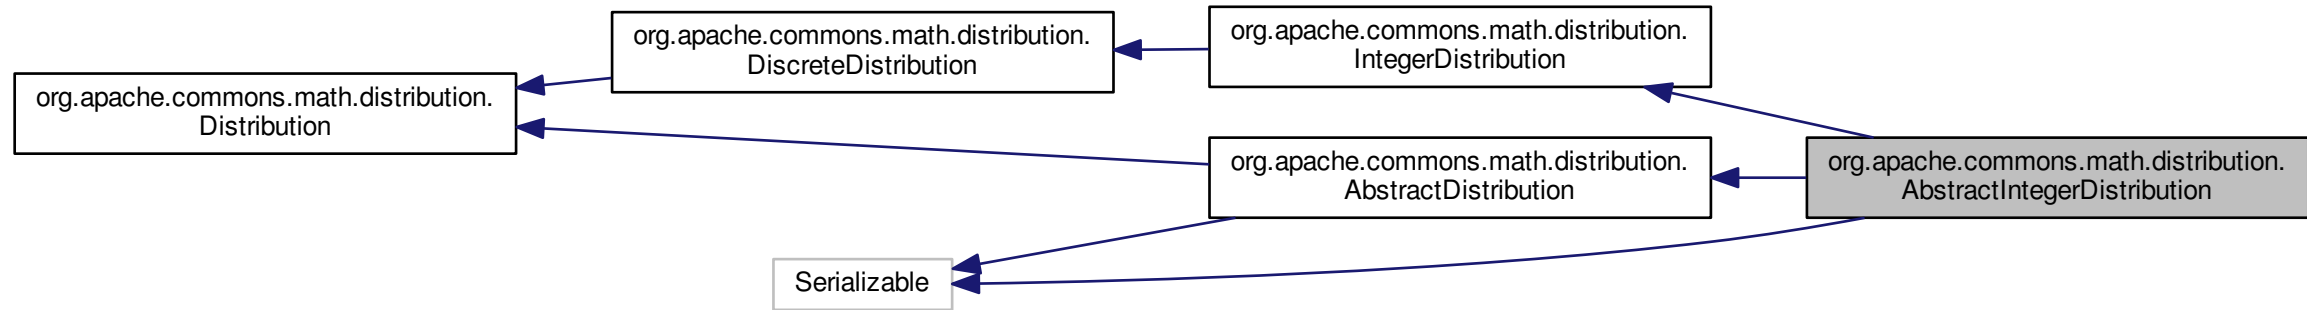 org.apache.commons.math.distribution.
Distribution
org.apache.commons.math.distribution.
DiscreteDistribution
org.apache.commons.math.distribution.
IntegerDistribution
org.apache.commons.math.distribution.
AbstractDistribution
org.apache.commons.math.distribution.
AbstractIntegerDistribution
Serializable